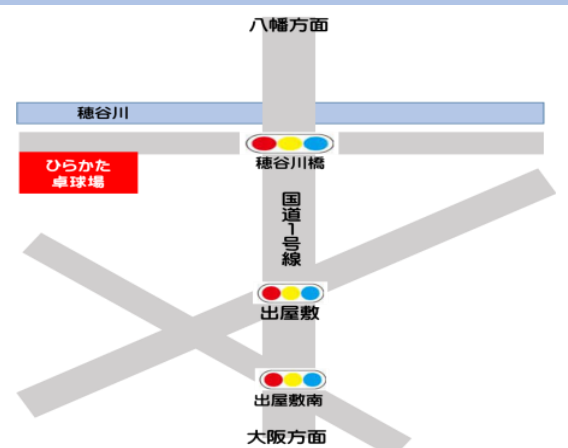 八幡方面
穂谷川
穂谷川橋
ひらかた
卓球場
国道1号線
出屋敷
出屋敷南
大阪方面